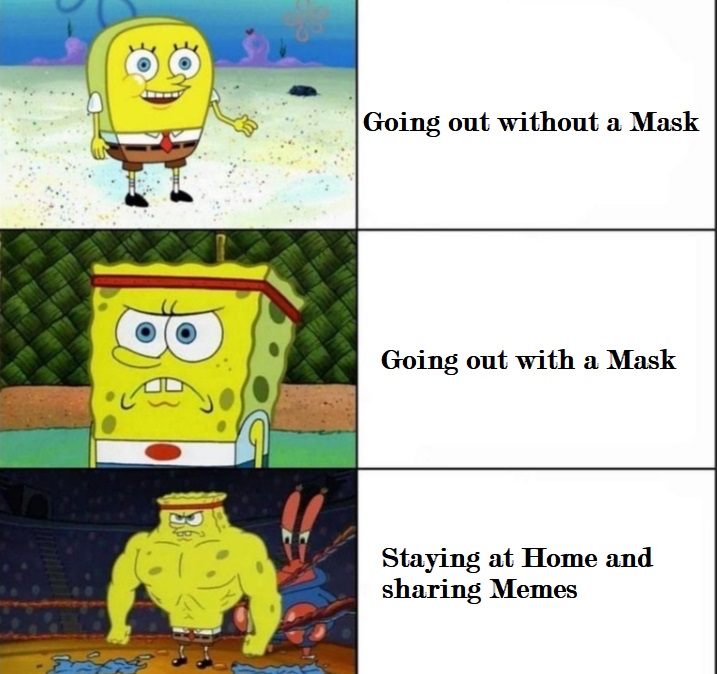 Going out without a Mask
Going out with a Mask
Staying at Home and
sharing Memes